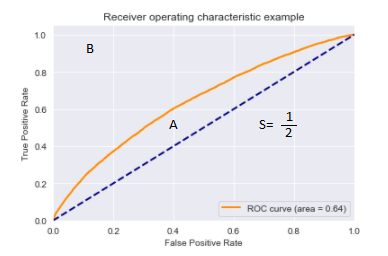 Receiver operating characteristic example
1.0
B
0.8
0.6
A
S= 1/2
0.4
0.2
ROC curve (area = 0.64)
0.0
0.0 0.2 0.4 0.6 0.8 1.0
True Positive Rate
False Positive Rate